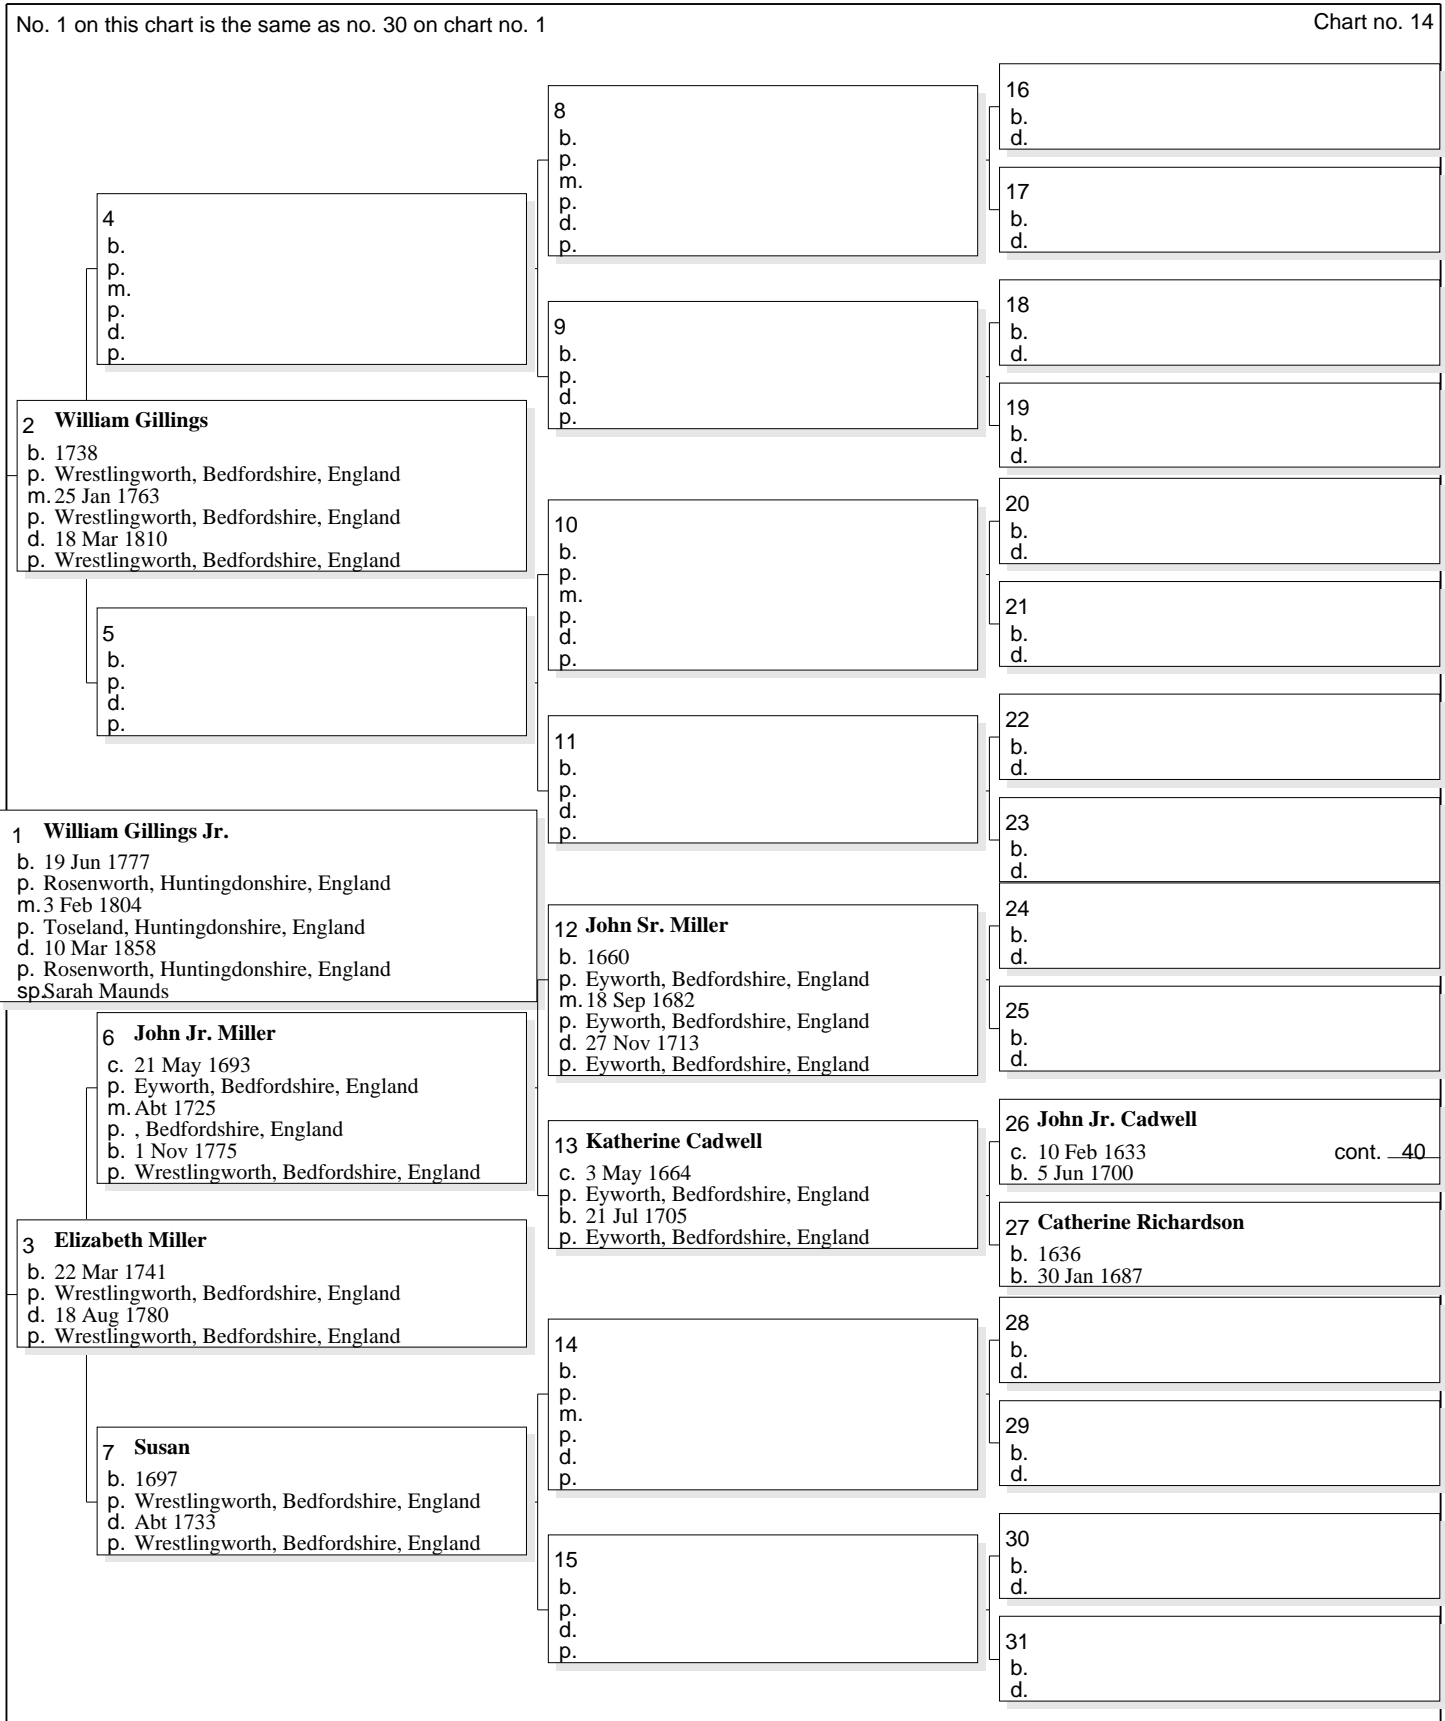 No. 1 on this chart is the same as no. 30 on chart no. 1
Chart no. 14
16
b.
d.
8
b.
p.
m.
p.
d.
p.
17
b.
d.
4
b.
p.
m.
p.
d.
p.
18
b.
d.
9
b.
p.
d.
p.
19
b.
d.
2 William Gillings
b. 1738
p. Wrestlingworth, Bedfordshire, England
m. 25 Jan 1763
p. Wrestlingworth, Bedfordshire, England
d. 18 Mar 1810
p. Wrestlingworth, Bedfordshire, England
20
b.
d.
10
b.
p.
m.
p.
d.
p.
21
b.
d.
5
b.
p.
d.
p.
22
b.
d.
11
b.
p.
d.
p.
23
b.
d.
1 William Gillings Jr.
b. 19 Jun 1777
p. Rosenworth, Huntingdonshire, England
m. 3 Feb 1804
p. Toseland, Huntingdonshire, England
d. 10 Mar 1858
p. Rosenworth, Huntingdonshire, England
sp. Sarah Maunds
24
b.
d.
12 John Sr. Miller
b. 1660
p. Eyworth, Bedfordshire, England
m. 18 Sep 1682
p. Eyworth, Bedfordshire, England
d. 27 Nov 1713
p. Eyworth, Bedfordshire, England
25
b.
d.
6 John Jr. Miller
c. 21 May 1693
p. Eyworth, Bedfordshire, England
m. Abt 1725
p. , Bedfordshire, England
b. 1 Nov 1775
p. Wrestlingworth, Bedfordshire, England
26 John Jr. Cadwell
c. 10 Feb 1633 cont. 40
b. 5 Jun 1700
13 Katherine Cadwell
c. 3 May 1664
p. Eyworth, Bedfordshire, England
b. 21 Jul 1705
p. Eyworth, Bedfordshire, England
27 Catherine Richardson
b. 1636
b. 30 Jan 1687
3 Elizabeth Miller
b. 22 Mar 1741
p. Wrestlingworth, Bedfordshire, England
d. 18 Aug 1780
p. Wrestlingworth, Bedfordshire, England
28
b.
d.
14
b.
p.
m.
p.
d.
p.
29
b.
d.
7 Susan
b. 1697
p. Wrestlingworth, Bedfordshire, England
d. Abt 1733
p. Wrestlingworth, Bedfordshire, England
30
b.
d.
15
b.
p.
d.
p.
31
b.
d.